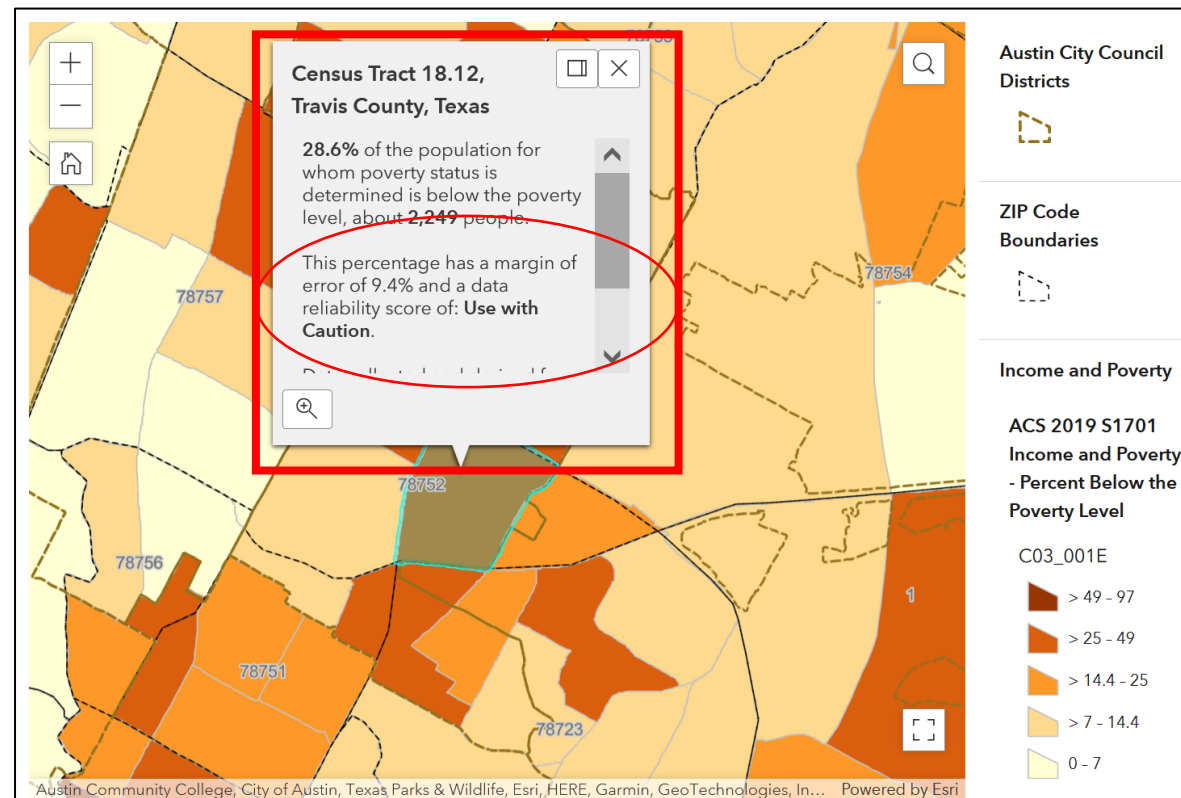 78753
Census Tract 18.12,
Travis County, Texas
28.6% of the population for
whom poverty status is
determined is below the poverty
level, about 2,249 people.
This percentage has a margin of
error of 9.4% and a data
reliability score of: Use with
Caution.
78757
78754
78752
78756
1
78751
78723
Austin Community College, City of Austin, Texas Parks & Wildlife, Esri, HERE, Garmin, GeoTechnologies, In... Powered by Esri
Austin City Council
Districts
ZIP Code
Boundaries
Income and Poverty
ACS 2019 S1701
Income and Poverty
- Percent Below the
Poverty Level
C03_001E
> 49 - 97
> 25 - 49
> 14.4 - 25
> 7 - 14.4
0 - 7